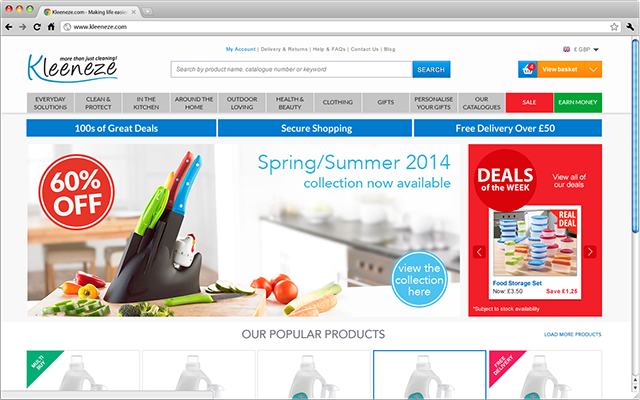 Kleeneze.com - Making life easie
www.kleeneze.com
My Account | Delivery & Returns | Help & FAQs | Contact Us | Blog
£ GBP
more than just cleaning!
Kleeneze
Search by product name, catalogue number or keyword
SEARCH
View basket
EVERYDAY SOLUTIONS
CLEAN & PROTECT
IN THE KITCHEN
AROUND THE HOME
OUTDOOR LOVING
HEALTH & BEAUTY
CLOTHING
GIFTS
PERSONALISE YOUR GIFTS
OUR CATALOGUES
SALE
EARN MONEY
100s of Great Deals
Secure Shopping
Free Delivery Over £50
60% OFF
Spring/Summer 2014
collection now available
view the
collection
here
DEALS
of the WEEK
View all of
our deals
REAL
DEAL
Food Storage Set
Now: £3.50 Save £1.25
*Subject to stock availability
OUR POPULAR PRODUCTS
LOAD MORE PRODUCTS
MULTI
BUY
FREE
DELIVERY